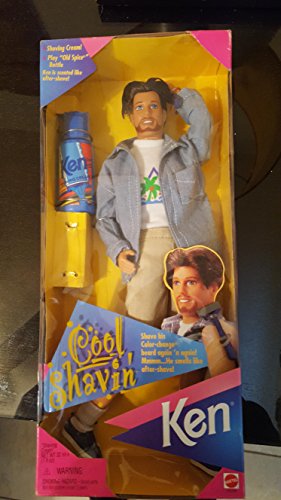 Shaving Cream!
Play "Old Spice"
Bottle
Ken is scented like
after-shave!
Ken
Cool
Shavin'
Shave his
Color-change
beard again 'n again!
Mmmm...He smells like
after-shave!
Ken
WARNING:
MATTEL